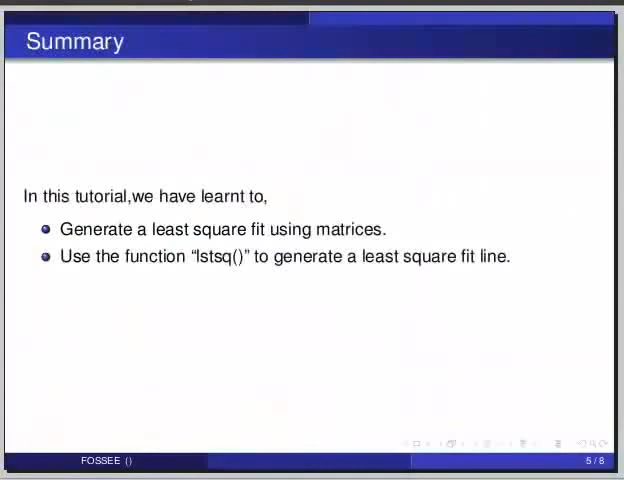 Summary
In this tutorial,we have learnt to,
Generate a least square fit using matrices.
Use the function “lstsq()” to generate a least square fit line.
FOSSEE ()
5 / 8